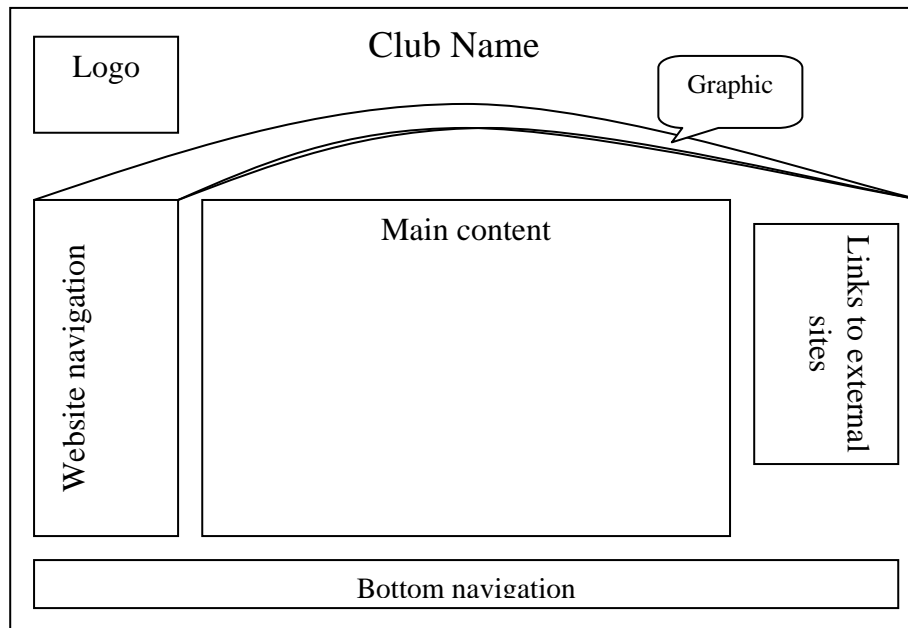 Club Name
Logo
Graphic
Website navigation
Main content
Links to external
sites
Bottom navigation